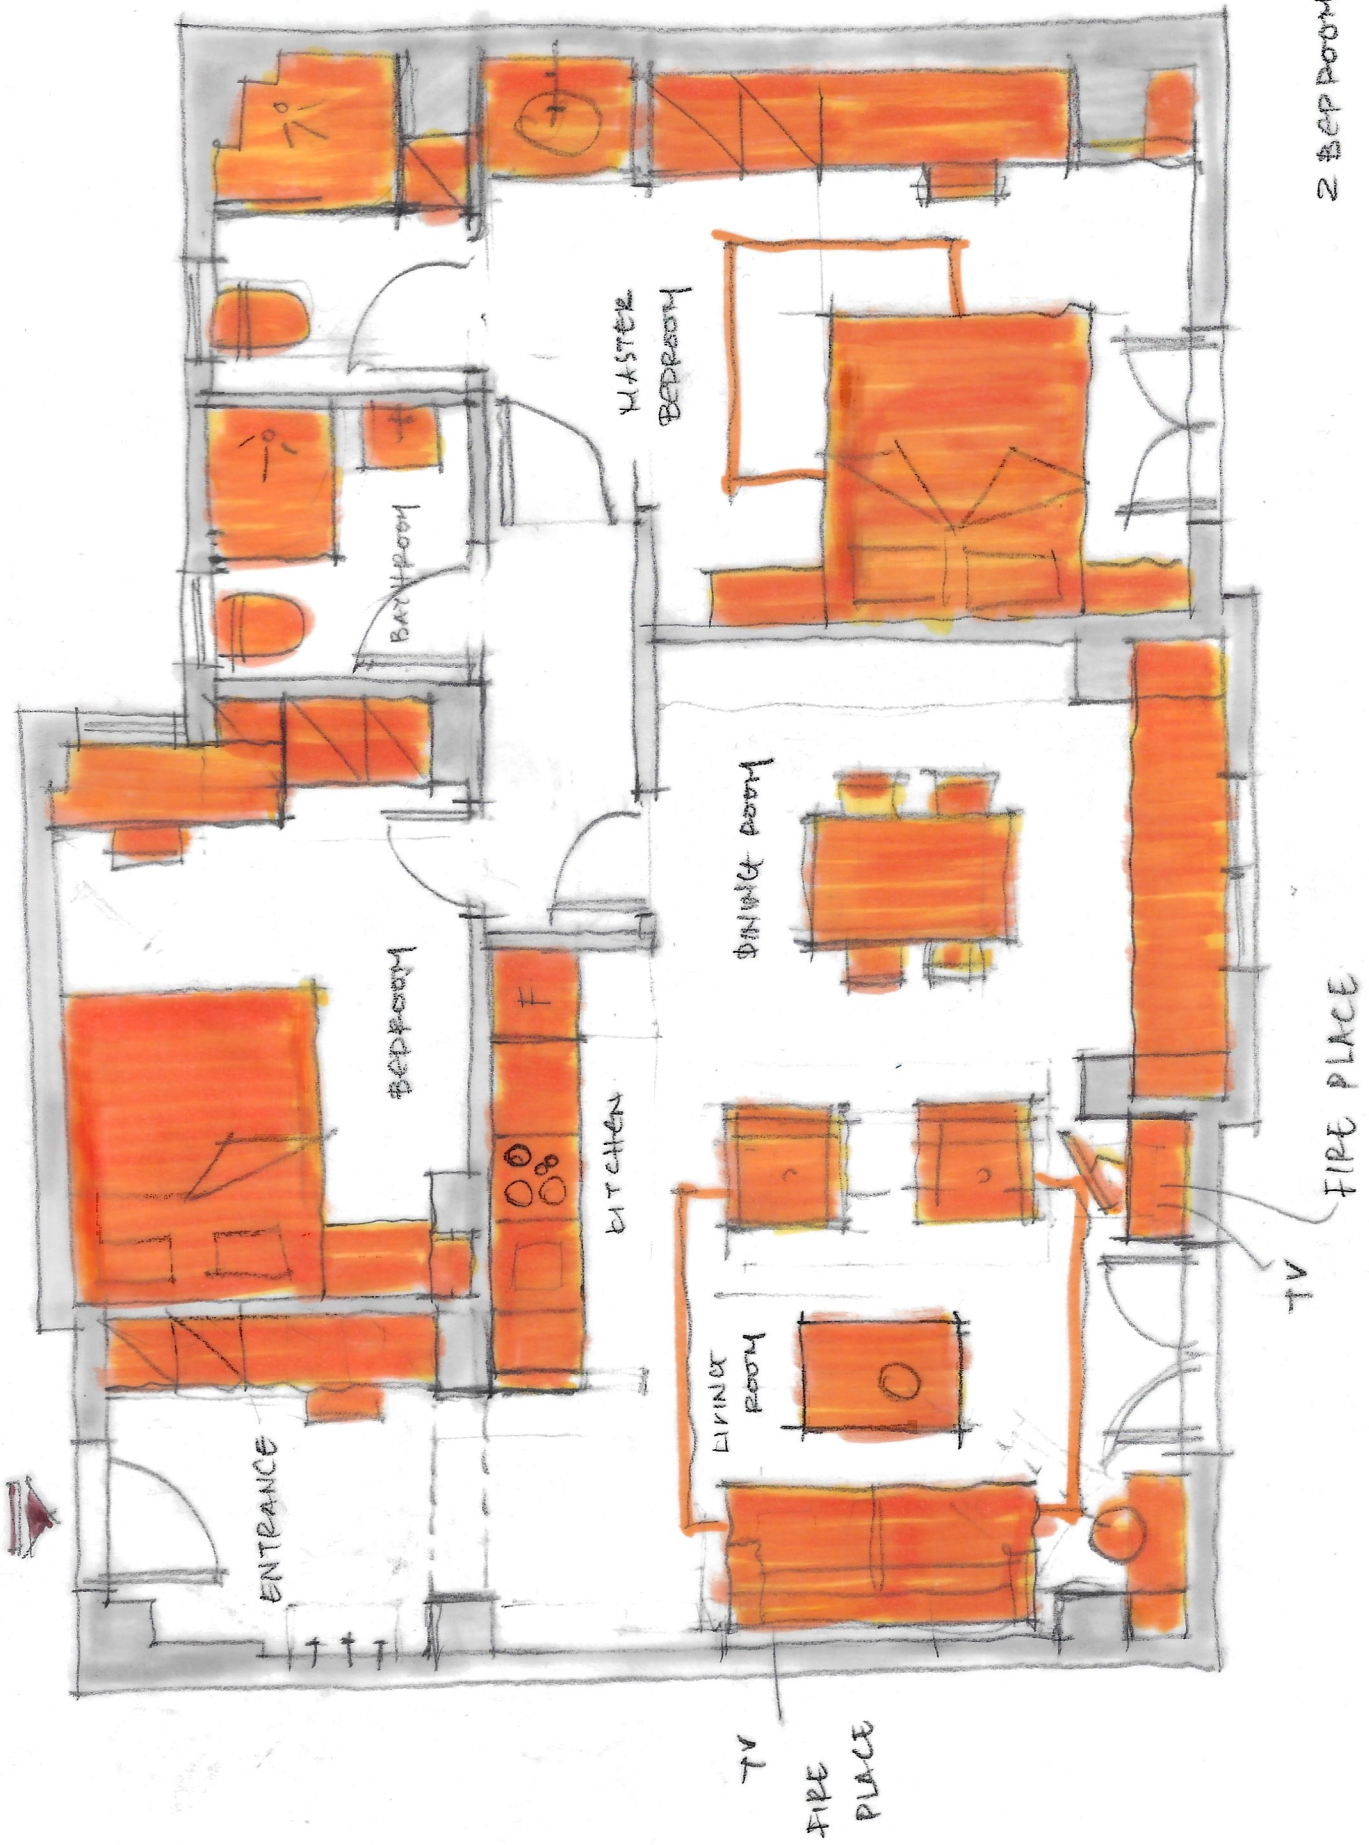 ENTRANCE
BEDROOM
BATHROOM
F
KITCHEN
MASTER
BEDROOM
LIVING
ROOM
DINING ROOM
TV
FIRE
PLACE
TV
FIRE PLACE
2 BEDROOM